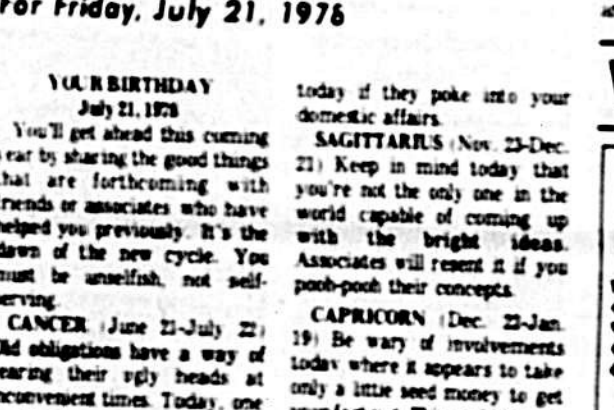 For Friday, July 21, 1978
YOUR BIRTHDAY
July 21, 1978
You'll get ahead this coming
year by sharing the good things
that are forthcoming with
friends or associates who have
helped you previously. It's the
dawn of the new cycle. You
must be unselfish, not self-
serving.
CANCER (June 21-July 22)
Old obligations have a way of
rearing their ugly heads at
inconvenient times. Today, one
today if they poke into your
domestic affairs.
SAGITTARIUS (Nov. 23-Dec.
21) Keep in mind today that
you're not the only one in the
world capable of coming up
with the bright ideas.
Associates will resent it if you
pooh-pooh their concepts.
CAPRICORN (Dec. 22-Jan.
19) Be wary of involvements
today where it appears to take
only a little seed money to get